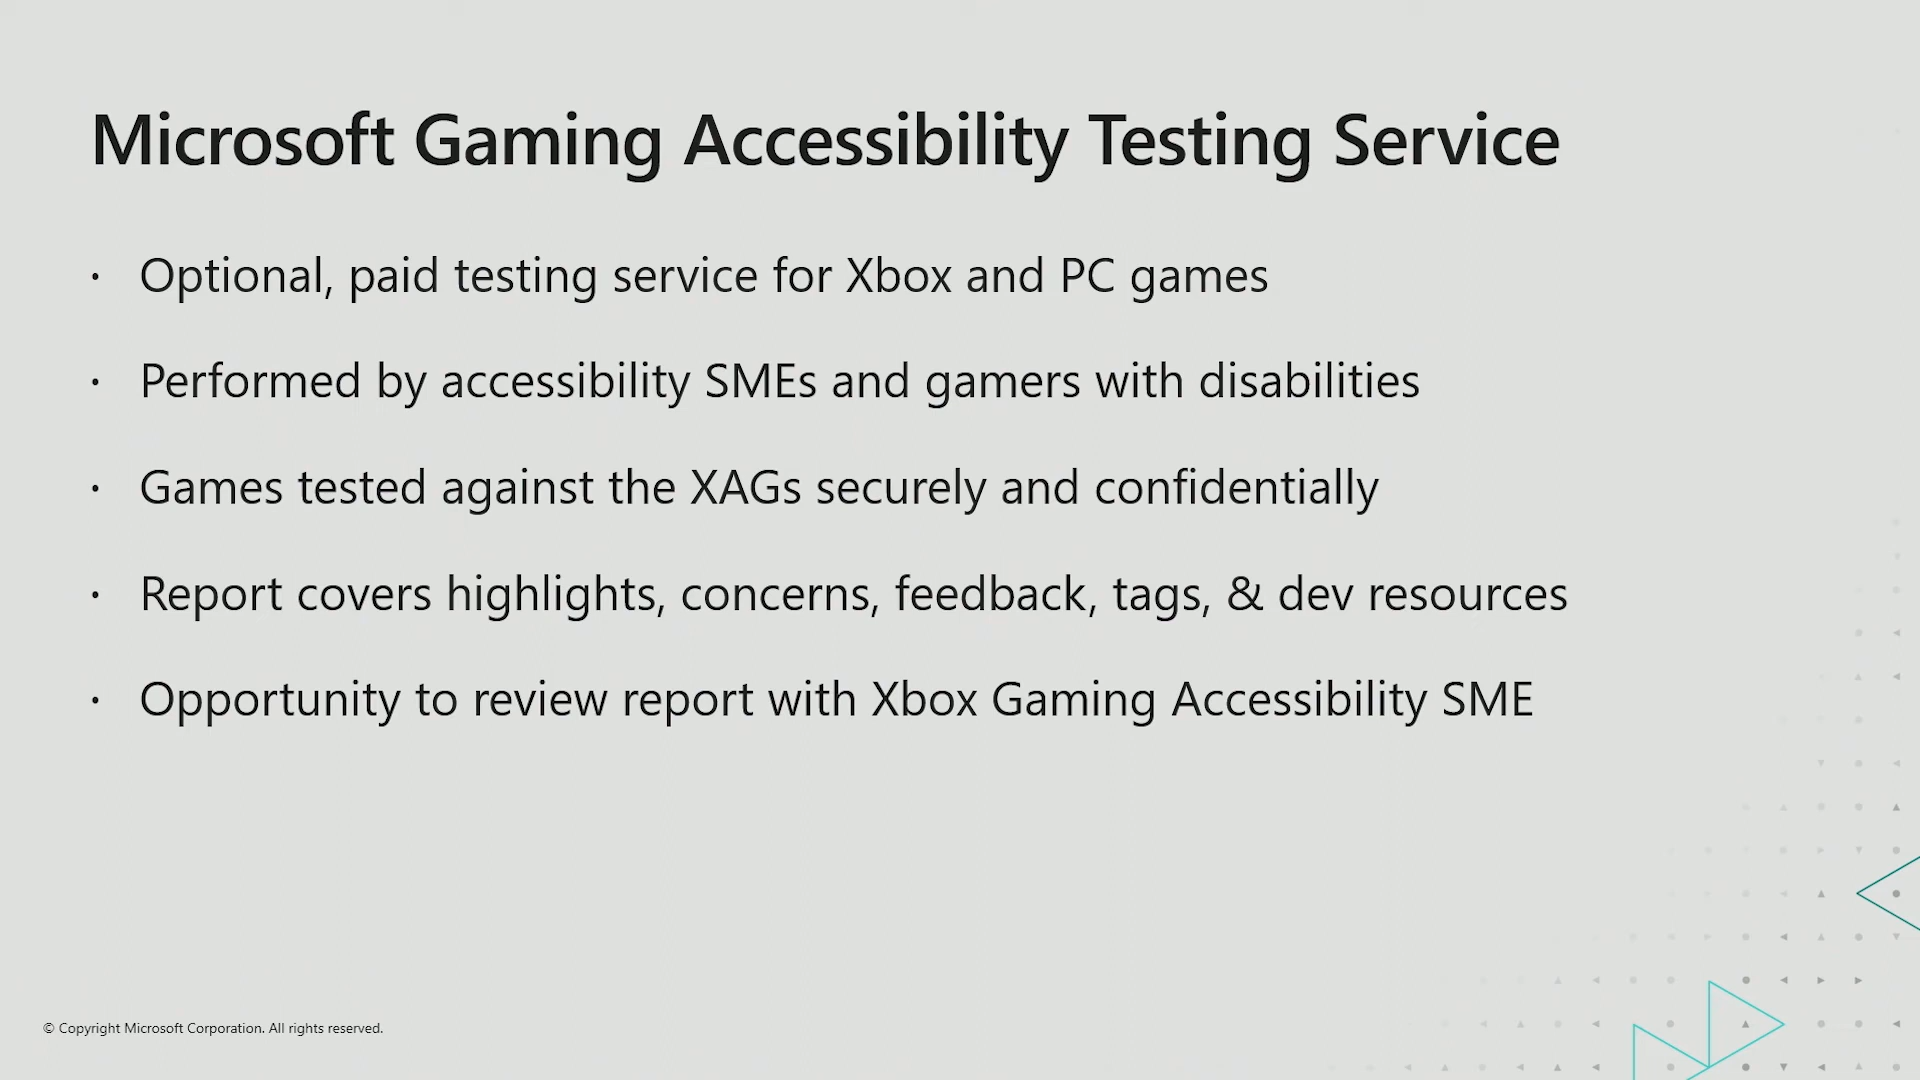 Microsoft Gaming Accessibility Testing Service
· Optional, paid testing service for Xbox and PC games
· Performed by accessibility SMEs and gamers with disabilities
· Games tested against the XAGs securely and confidentially
· Report covers highlights, concerns, feedback, tags, & dev resources
· Opportunity to review report with Xbox Gaming Accessibility SME
© Copyright Microsoft Corporation. All rights reserved.